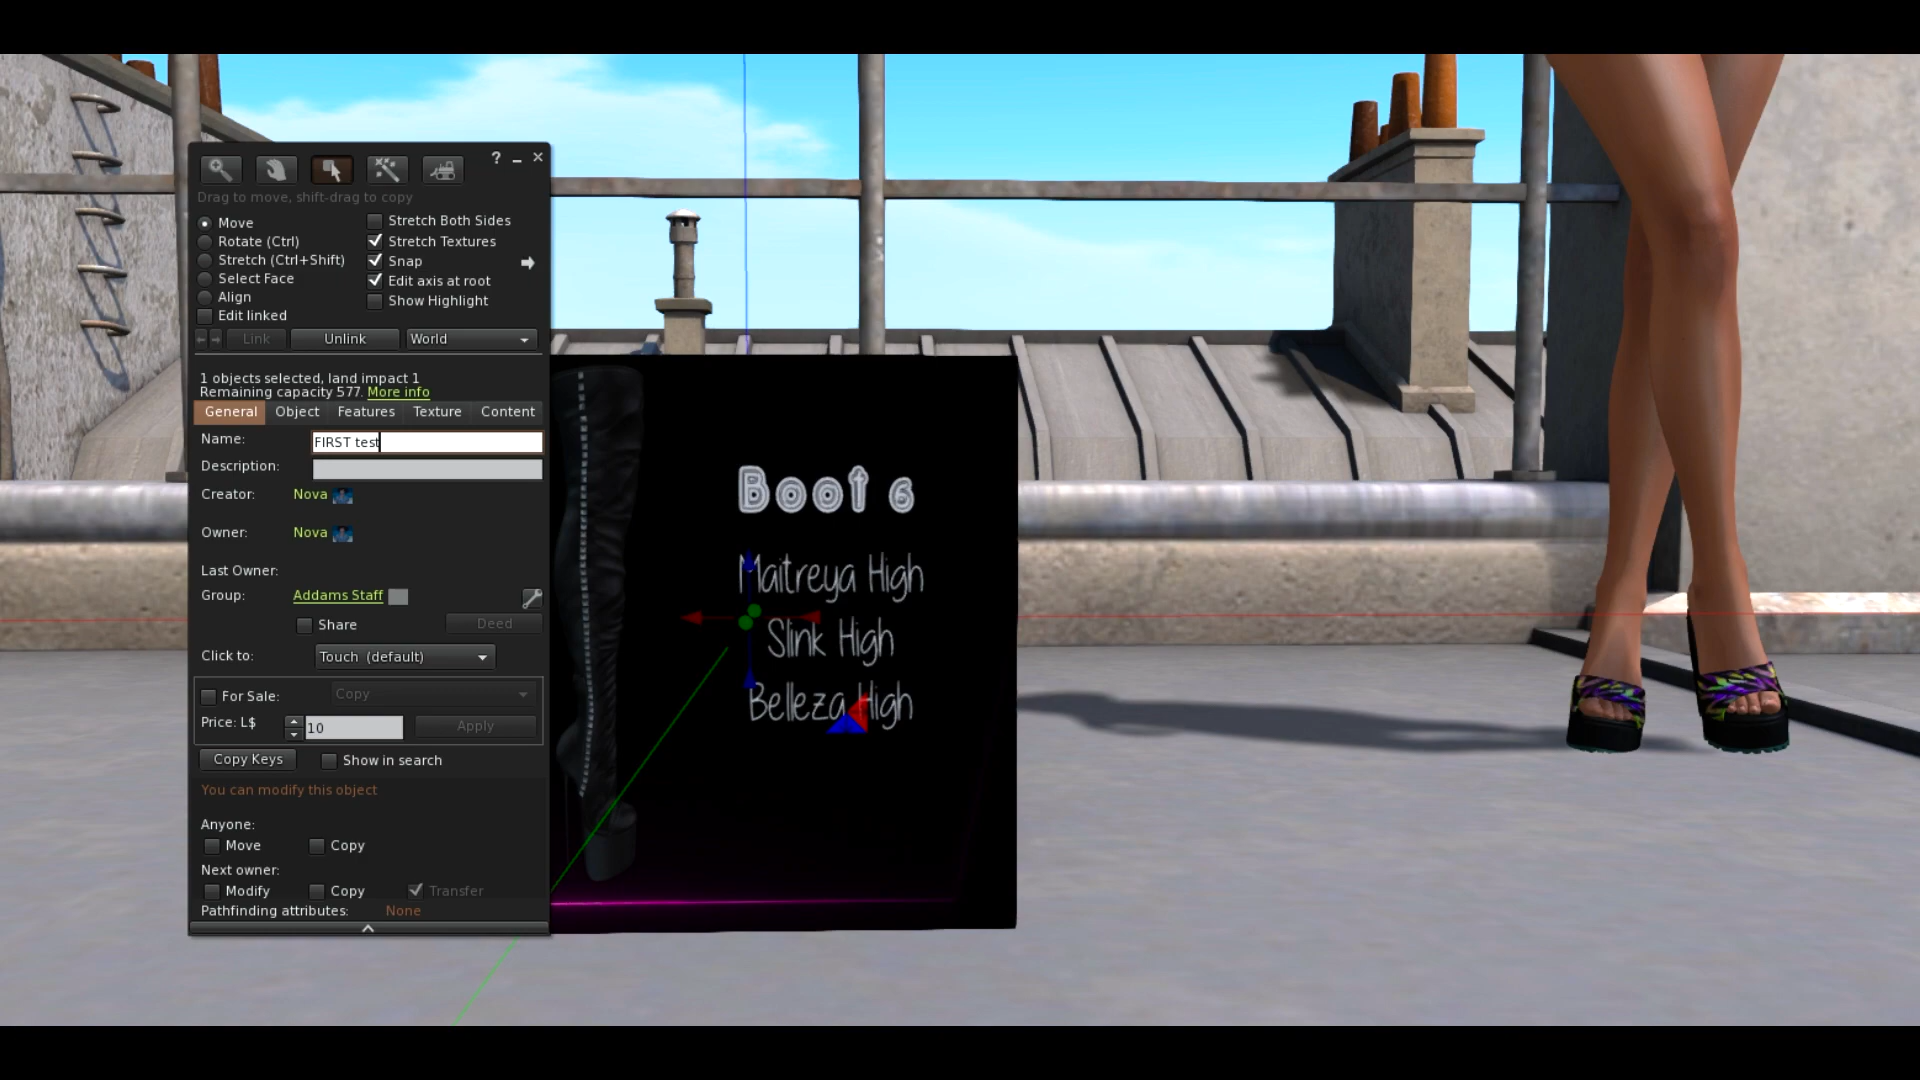 ?
Drag to move, shift-drag to copy
Move
Stretch Both Sides
Rotate (Ctrl)
Stretch Textures
Stretch (Ctrl+Shift)
Snap
Select Face
Edit axis at root
Align
Show Highlight
Edit linked
Link
Unlink
World
1 objects selected, land impact 1
Remaining capacity 577. More info
General Object Features Texture Content
Name: FIRST test
Description:
Creator: Nova
Owner: Nova
Last Owner:
Group: Addams Staff
Share
Deed
Click to: Touch (default)
For Sale: Copy
Price: L$ 10 Apply
Copy Keys
Show in search
You can modify this object
Anyone:
Move Copy
Next owner:
Modify Copy Transfer
Pathfinding attributes: None
Boot 6
Maitreya High
Slink High
Belleza High